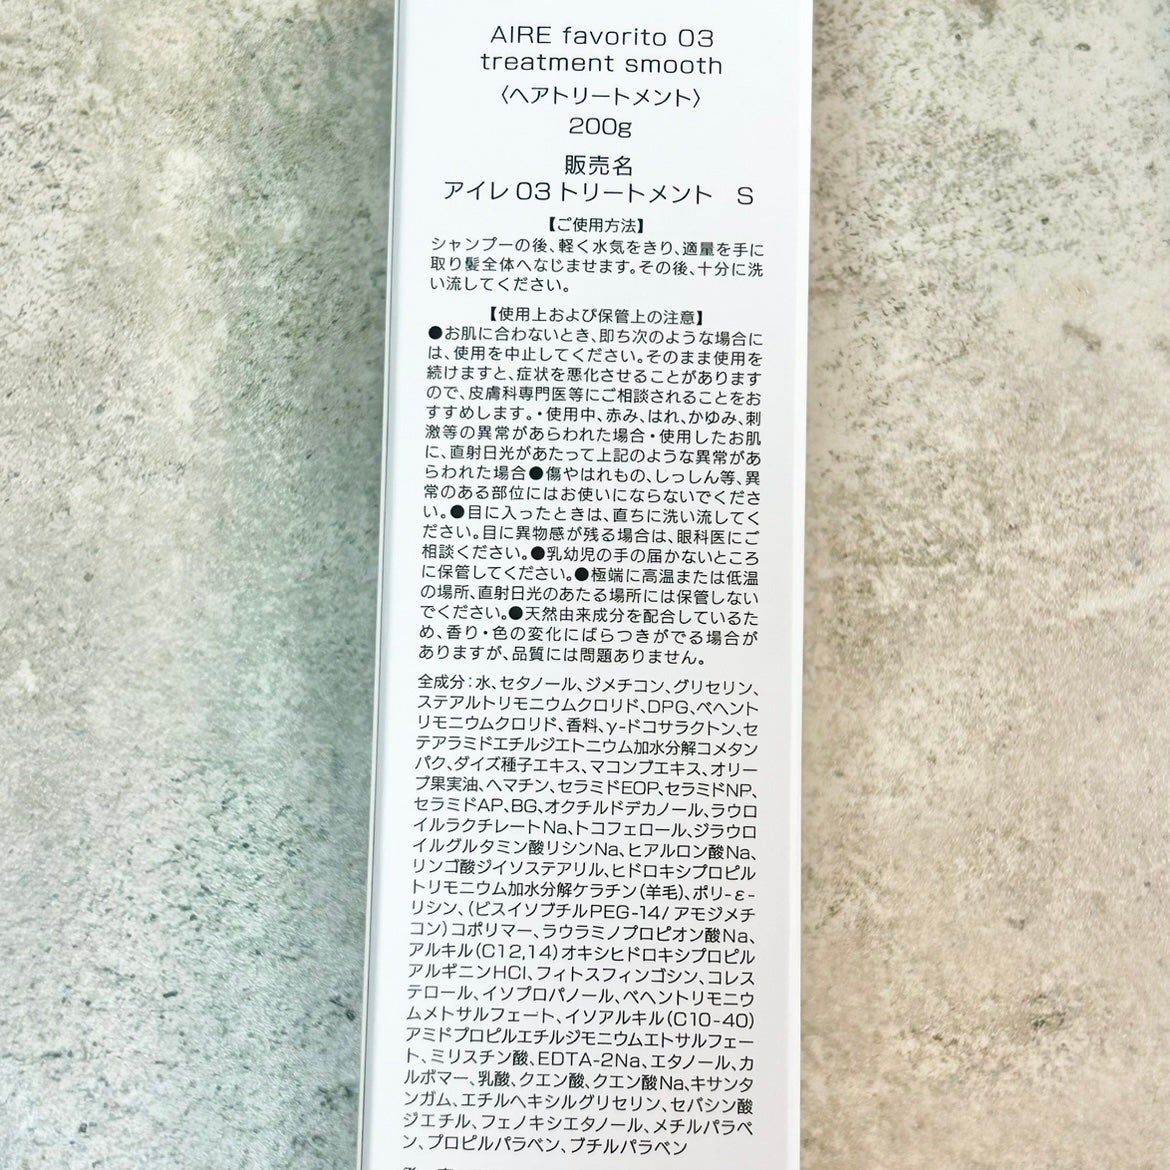 AIRE favorito 03
treatment smooth
〈ヘアトリートメント〉
200g
販売名
アイレ 03 トリートメント S
【ご使用方法】
シャンプーの後、軽く水気をきり、適量を手に
取り髪全体へなじませます。その後、十分に洗
い流してください。
【使用上および保管上の注意】
●お肌に合わないとき、即ち次のような場合に
は、使用を中止してください。そのまま使用を
続けますと、症状を悪化させることがあります
ので、皮膚科専門医等にご相談されることをお
すすめします。・使用中、赤み、はれ、かゆみ、刺
激等の異常があらわれた場合・使用したお肌
に、直射日光があたって上記のような異常があ
らわれた場合●傷やはれもの、しっしん等、異
常のある部位にはお使いにならないでくださ
い。●目に入ったときは、直ちに洗い流してく
ださい。目に異物感が残る場合は、眼科医にご
相談ください。●乳幼児の手の届かないところ
に保管してください。●極端に高温または低温
の場所、直射日光のあたる場所には保管しない
でください。●天然由来成分を配合しているた
め、香り・色の変化にばらつきがでる場合が
ありますが、品質には問題ありません。
全成分：水、セタノール、ジメチコン、グリセリン、
ステアルトリモニウムクロリド、DPG、ベヘント
リモニウムクロリド、香料、γ-ドコサラクトン、セ
テアラミドエチルジエトニウム加水分解コメタン
パク、ダイズ種子エキス、マコンブエキス、オリー
ブ果実油、ヘマチン、セラミドEOP、セラミドNP、
セラミドAP、BG、オクチルドデカノール、ラウロ
イルラクチレートNa、トコフェロール、ジラウロ
イルグルタミン酸リシンNa、ヒアルロン酸Na、
リンゴ酸ジイソステアリル、ヒドロキシプロピル
トリモニウム加水分解ケラチン（羊毛）、ポリ-ε-
リシン、（ビスイソブチルPEG-14/アモジメチ
コン）コポリマー、ラウラミノプロピオン酸Na、
アルキル（C12,14）オキシヒドロキシプロピル
アルギニンHCl、フィトスフィンゴシン、コレス
テロール、イソプロパノール、ベヘントリモニウ
ムメトサルフェート、イソアルキル（C10-40）
アミドプロピルエチルジモニウムエトサルフェー
ト、ミリスチン酸、EDTA-2Na、エタノール、カ
ルボマー、乳酸、クエン酸、クエン酸Na、キサンタ
ンガム、エチルヘキシルグリセリン、セバシン酸
ジエチル、フェノキシエタノール、メチルパラベ
ン、プロピルパラベン、ブチルパラベン